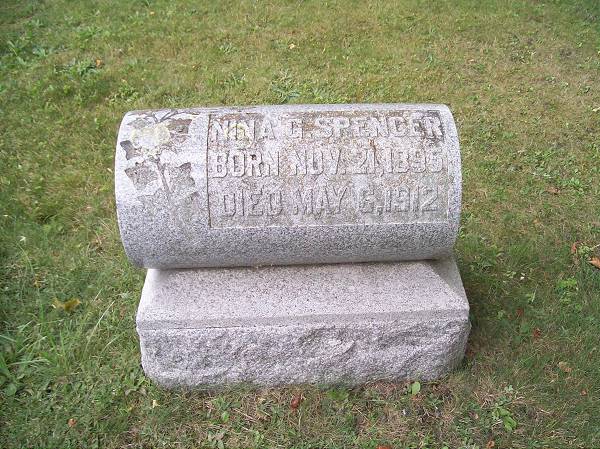 NINA G. SPENCER
BORN NOV. 21, 1895
DIED MAY 6, 1912